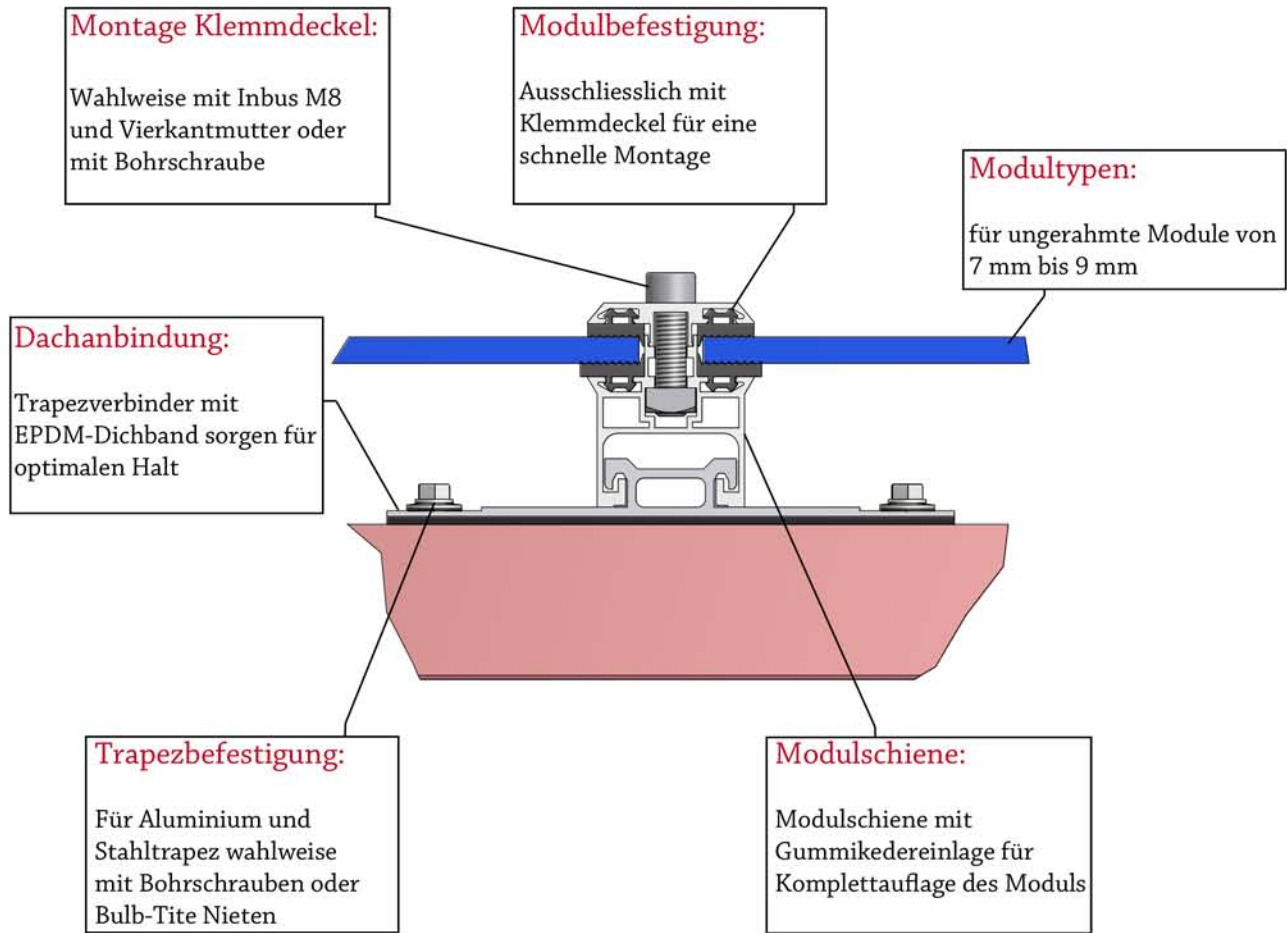 Montage Klemmdeckel:
Wahlweise mit Inbus M8
und Vierkantmutter oder
mit Bohrschraube
Modulbefestigung:
Ausschliesslich mit
Klemmdeckel für eine
schnelle Montage
Modultypen:
für ungerahmte Module von
7 mm bis 9 mm
Dachanbindung:
Trapezverbinder mit
EPDM-Dichband sorgen für
optimalen Halt
Trapezbefestigung:
Für Aluminium und
Stahltrapez wahlweise
mit Bohrschrauben oder
Bulb-Tite Nieten
Modulschiene:
Modulschiene mit
Gummikedereinlage für
Komplettauflage des Moduls